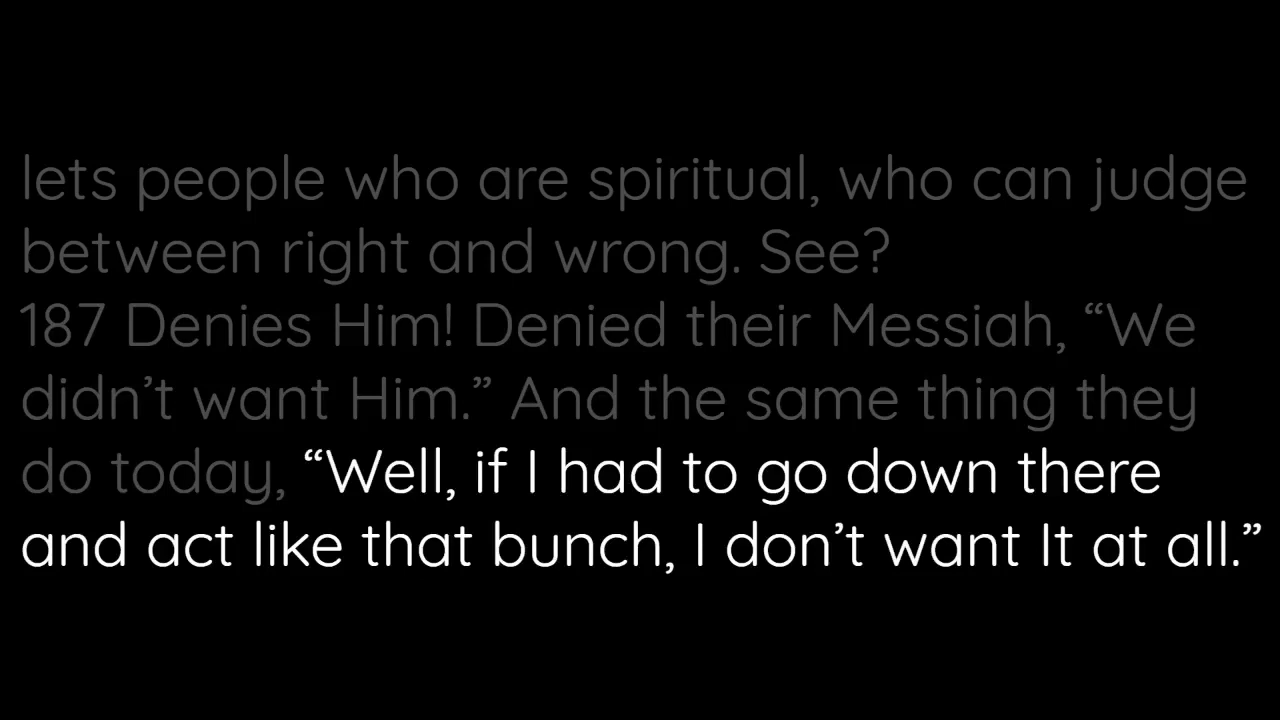 lets people who are spiritual, who can judge
between right and wrong. See?
187 Denies Him! Denied their Messiah, “We
didn’t want Him.” And the same thing they
do today, “Well, if I had to go down there
and act like that bunch, I don’t want It at all.”